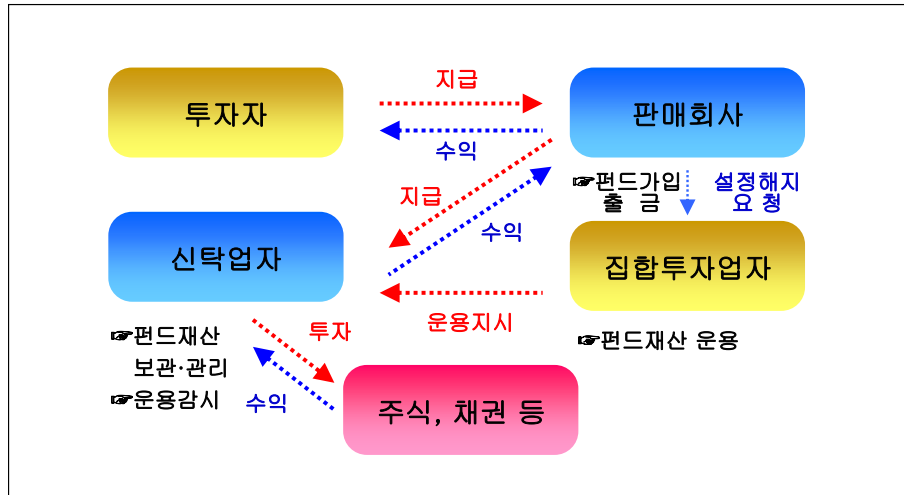 지급
투자자
판매회사
수익
☞펀드가입
출 금
설정해지
요 청
지급
수익
신탁업자
집합투자업자
운용지시
☞펀드재산
보관·관리
☞운용감시
투자
☞펀드재산 운용
수익
주식, 채권 등